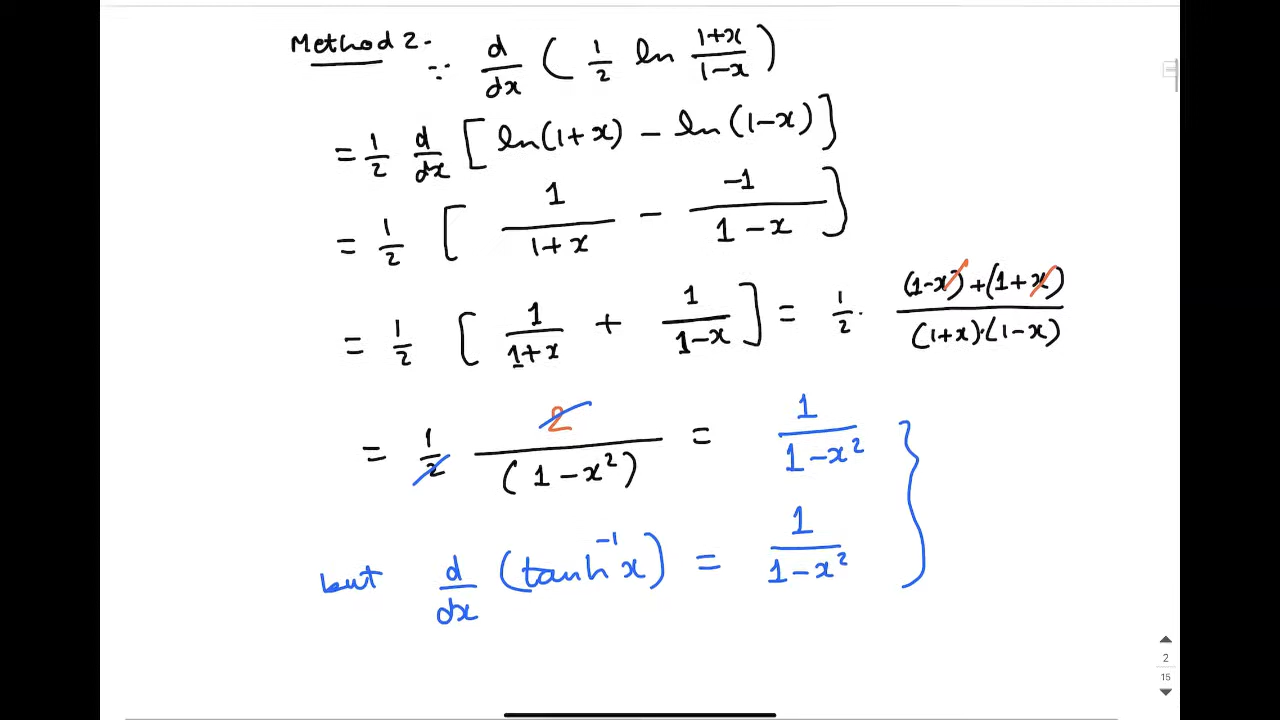 Method 2- ∵ d/dx ( 1/2 ln (1+x)/(1-x) )
= 1/2 d/dx [ ln(1+x) - ln(1-x) ]
= 1/2 [ 1/(1+x) - (-1)/(1-x) ]
= 1/2 [ 1/(1+x) + 1/(1-x) ] = 1/2 · ((1-x)+(1+x))/((1+x)·(1-x))
= 1/2 2/(1-x²) = 1/(1-x²)
but d/dx (tanh⁻¹x) = 1/(1-x²) }
2
15